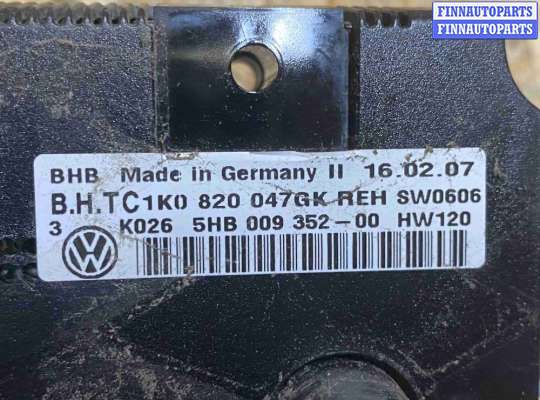 FINNAUTOPARTS
FINNAUTOPARTS
BHB Made in Germany II 16.02.07
B.H.TC1K0 820 047GK REH SW0606
3 K026 5HB 009 352-00 HW120